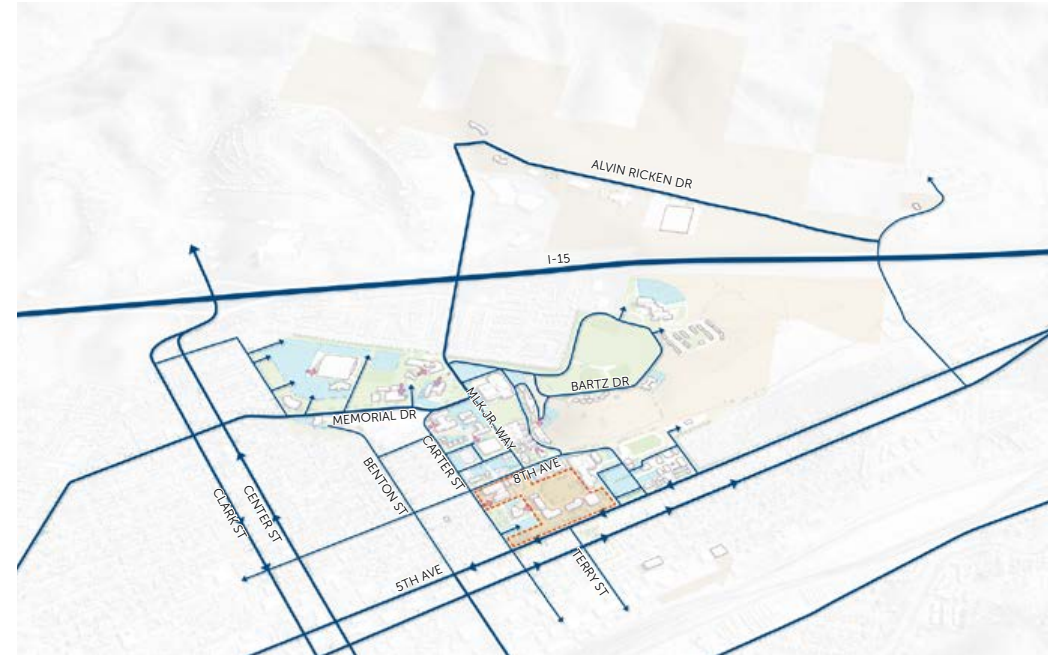 ALVIN RICKEN DR
I-15
BARTZ DR
MLK JR. WAY
MEMORIAL DR
CARTER ST
BENTON ST
8TH AVE
CENTER ST
CLARK ST
5TH AVE
TERRY ST